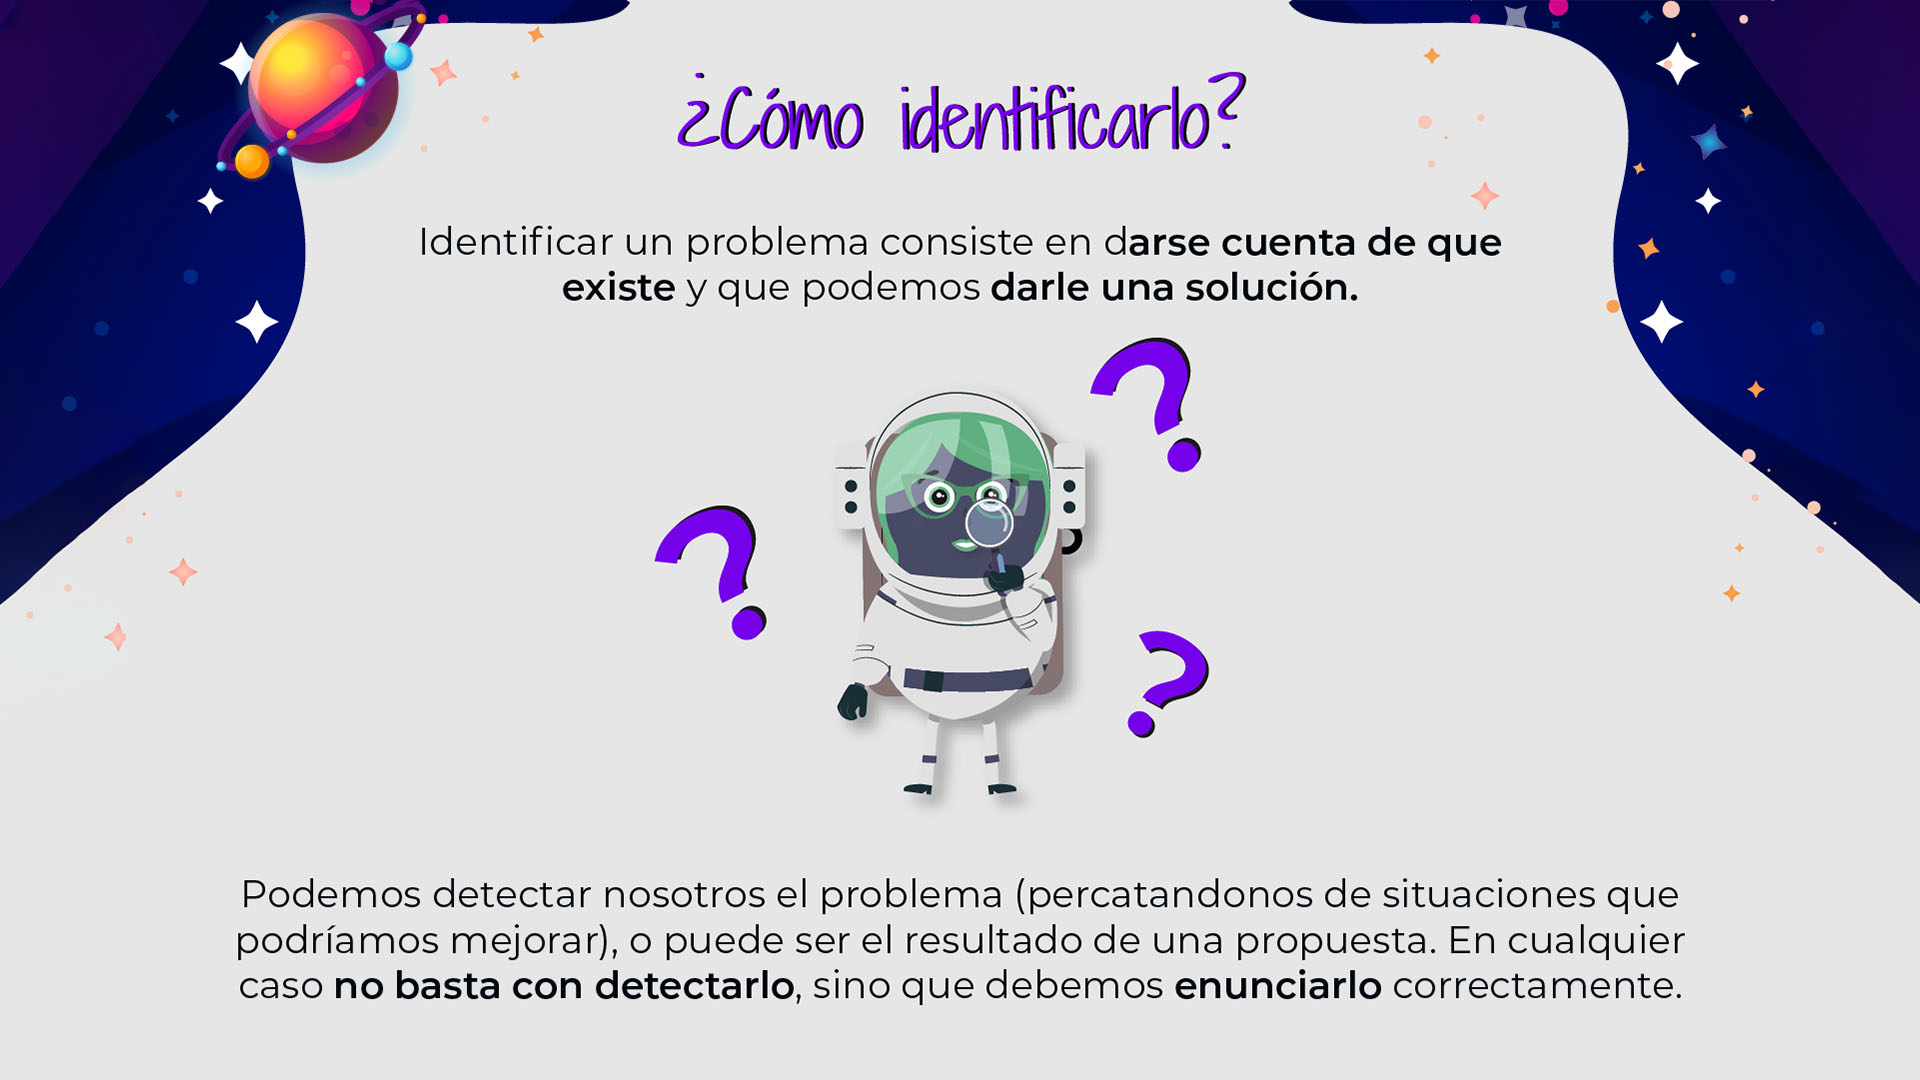 ¿Cómo identificarlo?
Identificar un problema consiste en darse cuenta de que
existe y que podemos darle una solución.
Podemos detectar nosotros el problema (percatandonos de situaciones que
podríamos mejorar), o puede ser el resultado de una propuesta. En cualquier
caso no basta con detectarlo, sino que debemos enunciarlo correctamente.